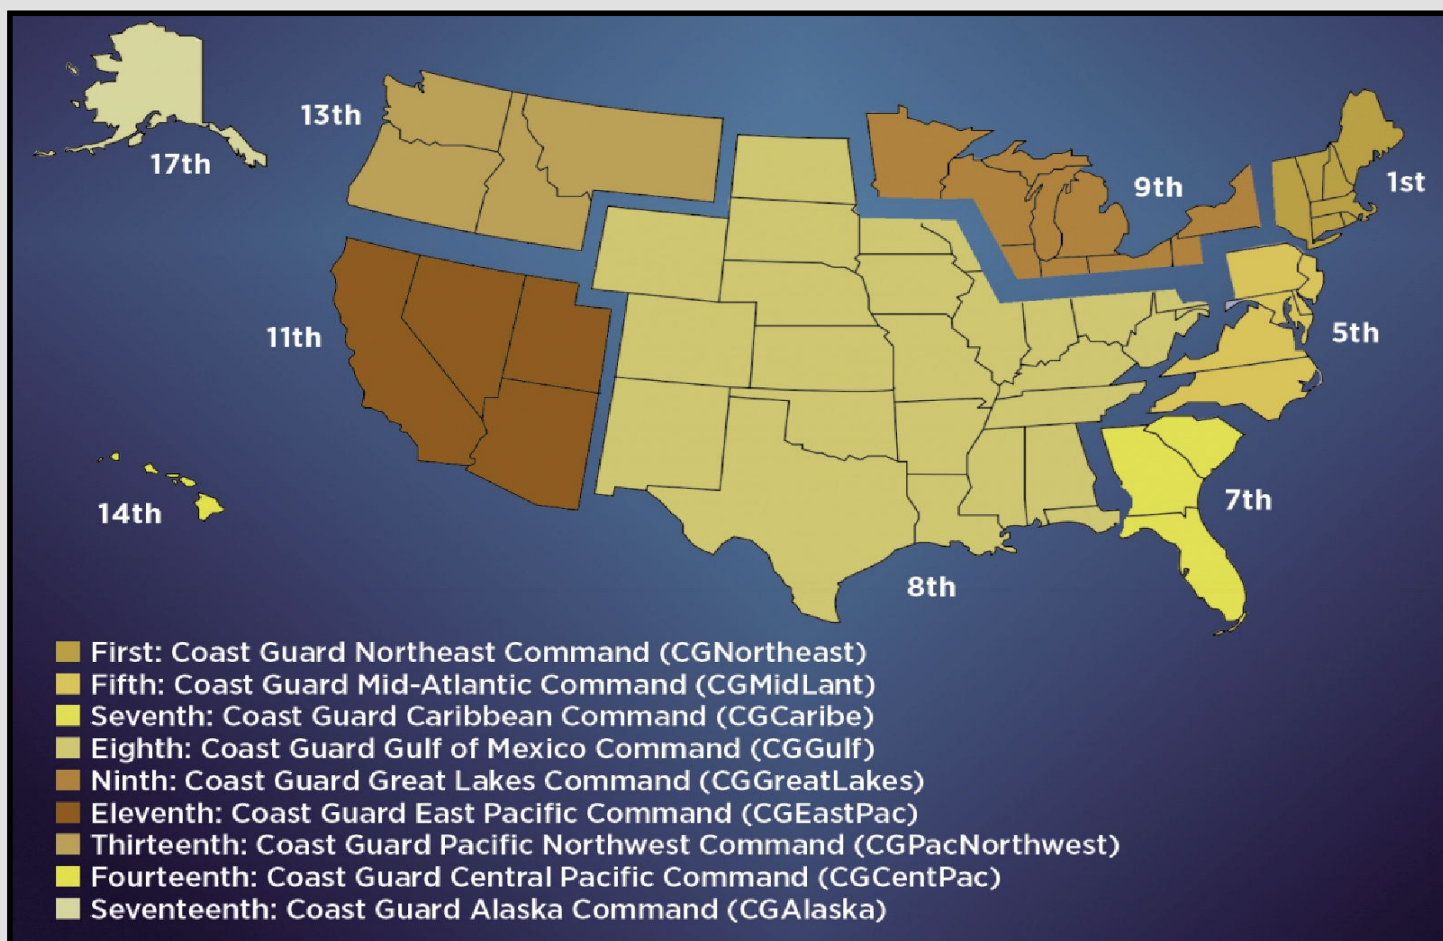 17th
13th
9th
1st
11th
5th
14th
7th
8th
First: Coast Guard Northeast Command (CGNortheast)
Fifth: Coast Guard Mid-Atlantic Command (CGMidLant)
Seventh: Coast Guard Caribbean Command (CGCaribe)
Eighth: Coast Guard Gulf of Mexico Command (CGGulf)
Ninth: Coast Guard Great Lakes Command (CGGreatLakes)
Eleventh: Coast Guard East Pacific Command (CGEastPac)
Thirteenth: Coast Guard Pacific Northwest Command (CGPacNorthwest)
Fourteenth: Coast Guard Central Pacific Command (CGCentPac)
Seventeenth: Coast Guard Alaska Command (CGAlaska)